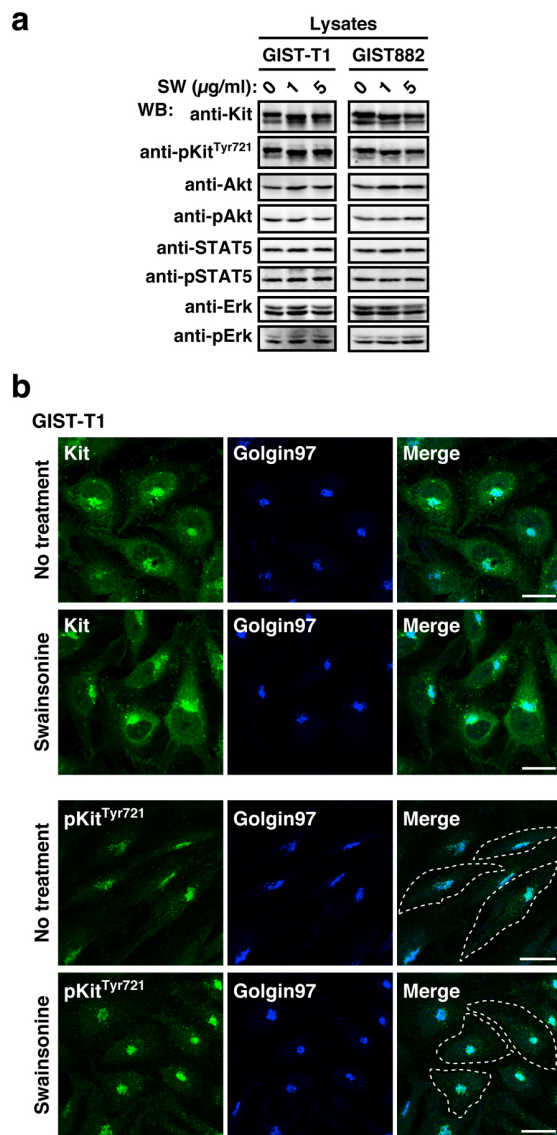 a
Lysates
GIST-T1 GIST882
SW (µg/ml): 0 1 5 0 1 5
WB: anti-Kit
anti-pKitTyr721
anti-Akt
anti-pAkt
anti-STAT5
anti-pSTAT5
anti-Erk
anti-pErk
b
GIST-T1
No treatment
Kit Golgin97 Merge
Swainsonine
Kit Golgin97 Merge
No treatment
pKitTyr721 Golgin97 Merge
Swainsonine
pKitTyr721 Golgin97 Merge